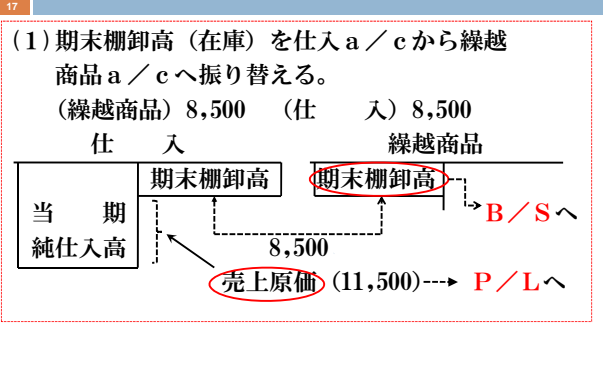 17
(1)期末棚卸高（在庫）を仕入ａ／ｃから繰越
商品ａ／ｃへ振り替える。
(繰越商品) 8,500 (仕 入) 8,500
仕 入 繰越商品
期末棚卸高 期末棚卸高
当 期 Ｂ／Ｓへ
純仕入高 8,500
売上原価 (11,500) Ｐ／Ｌへ